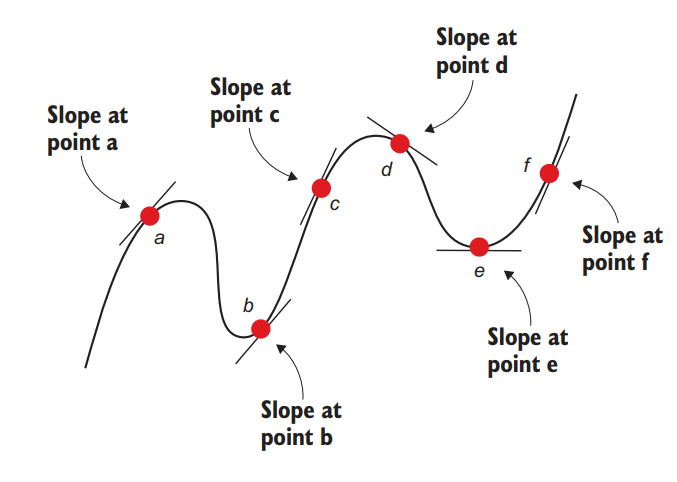 Slope at
point d
Slope at
point c
Slope at
point a
d
f
c
a
Slope at
point f
e
b
Slope at
point e
Slope at
point b